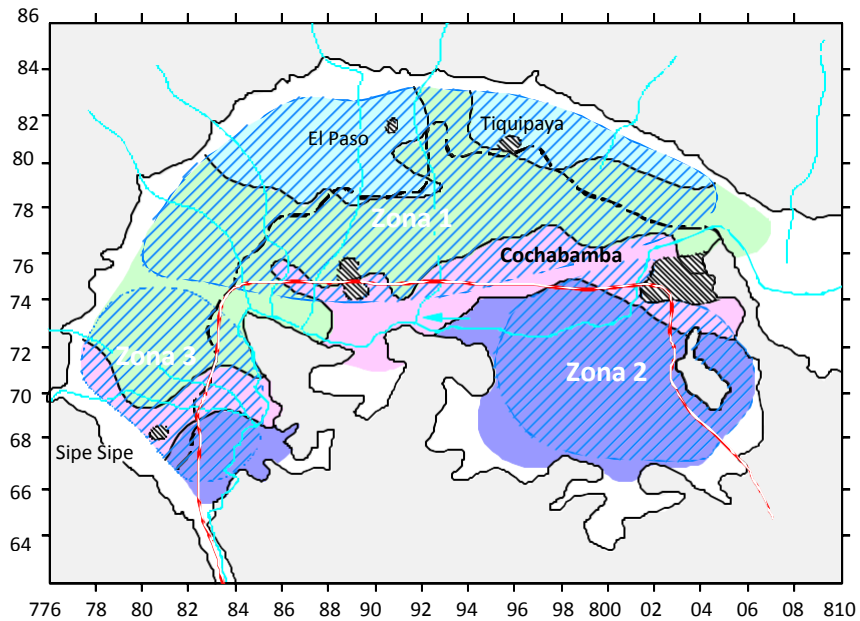 86
84
82
80
78
76
74
72
70
68
66
64
El Paso
Tiquipaya
Zona 1
Cochabamba
Zona 3
Zona 2
Sipe Sipe
776 78 80 82 84 86 88 90 92 94 96 98 800 02 04 06 08 810